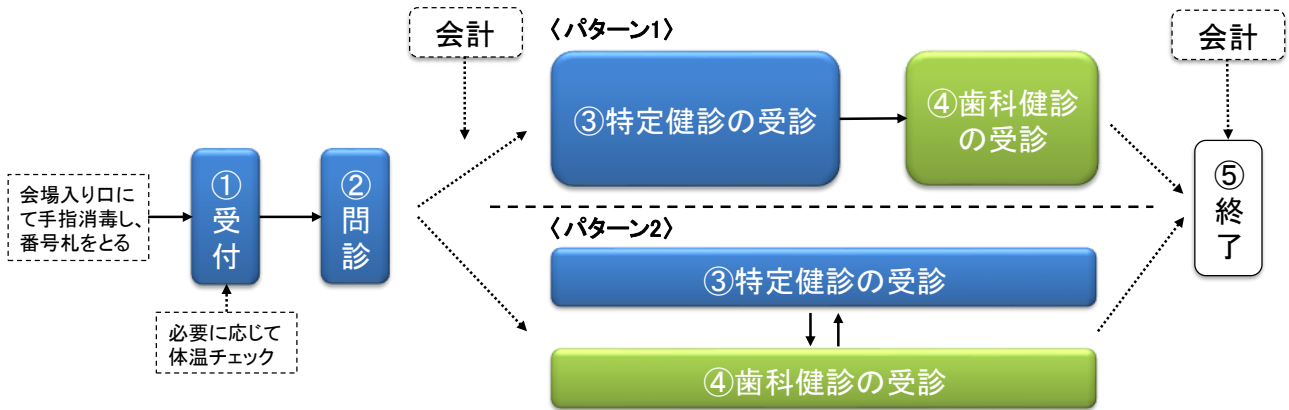 会場入り口に
て手指消毒し、
番号札をとる
①
受
付
必要に応じて
体温チェック
②
問
診
会計
〈パターン1〉
③特定健診の受診
④歯科健診
の受診
〈パターン2〉
③特定健診の受診
④歯科健診の受診
会計
⑤
終
了